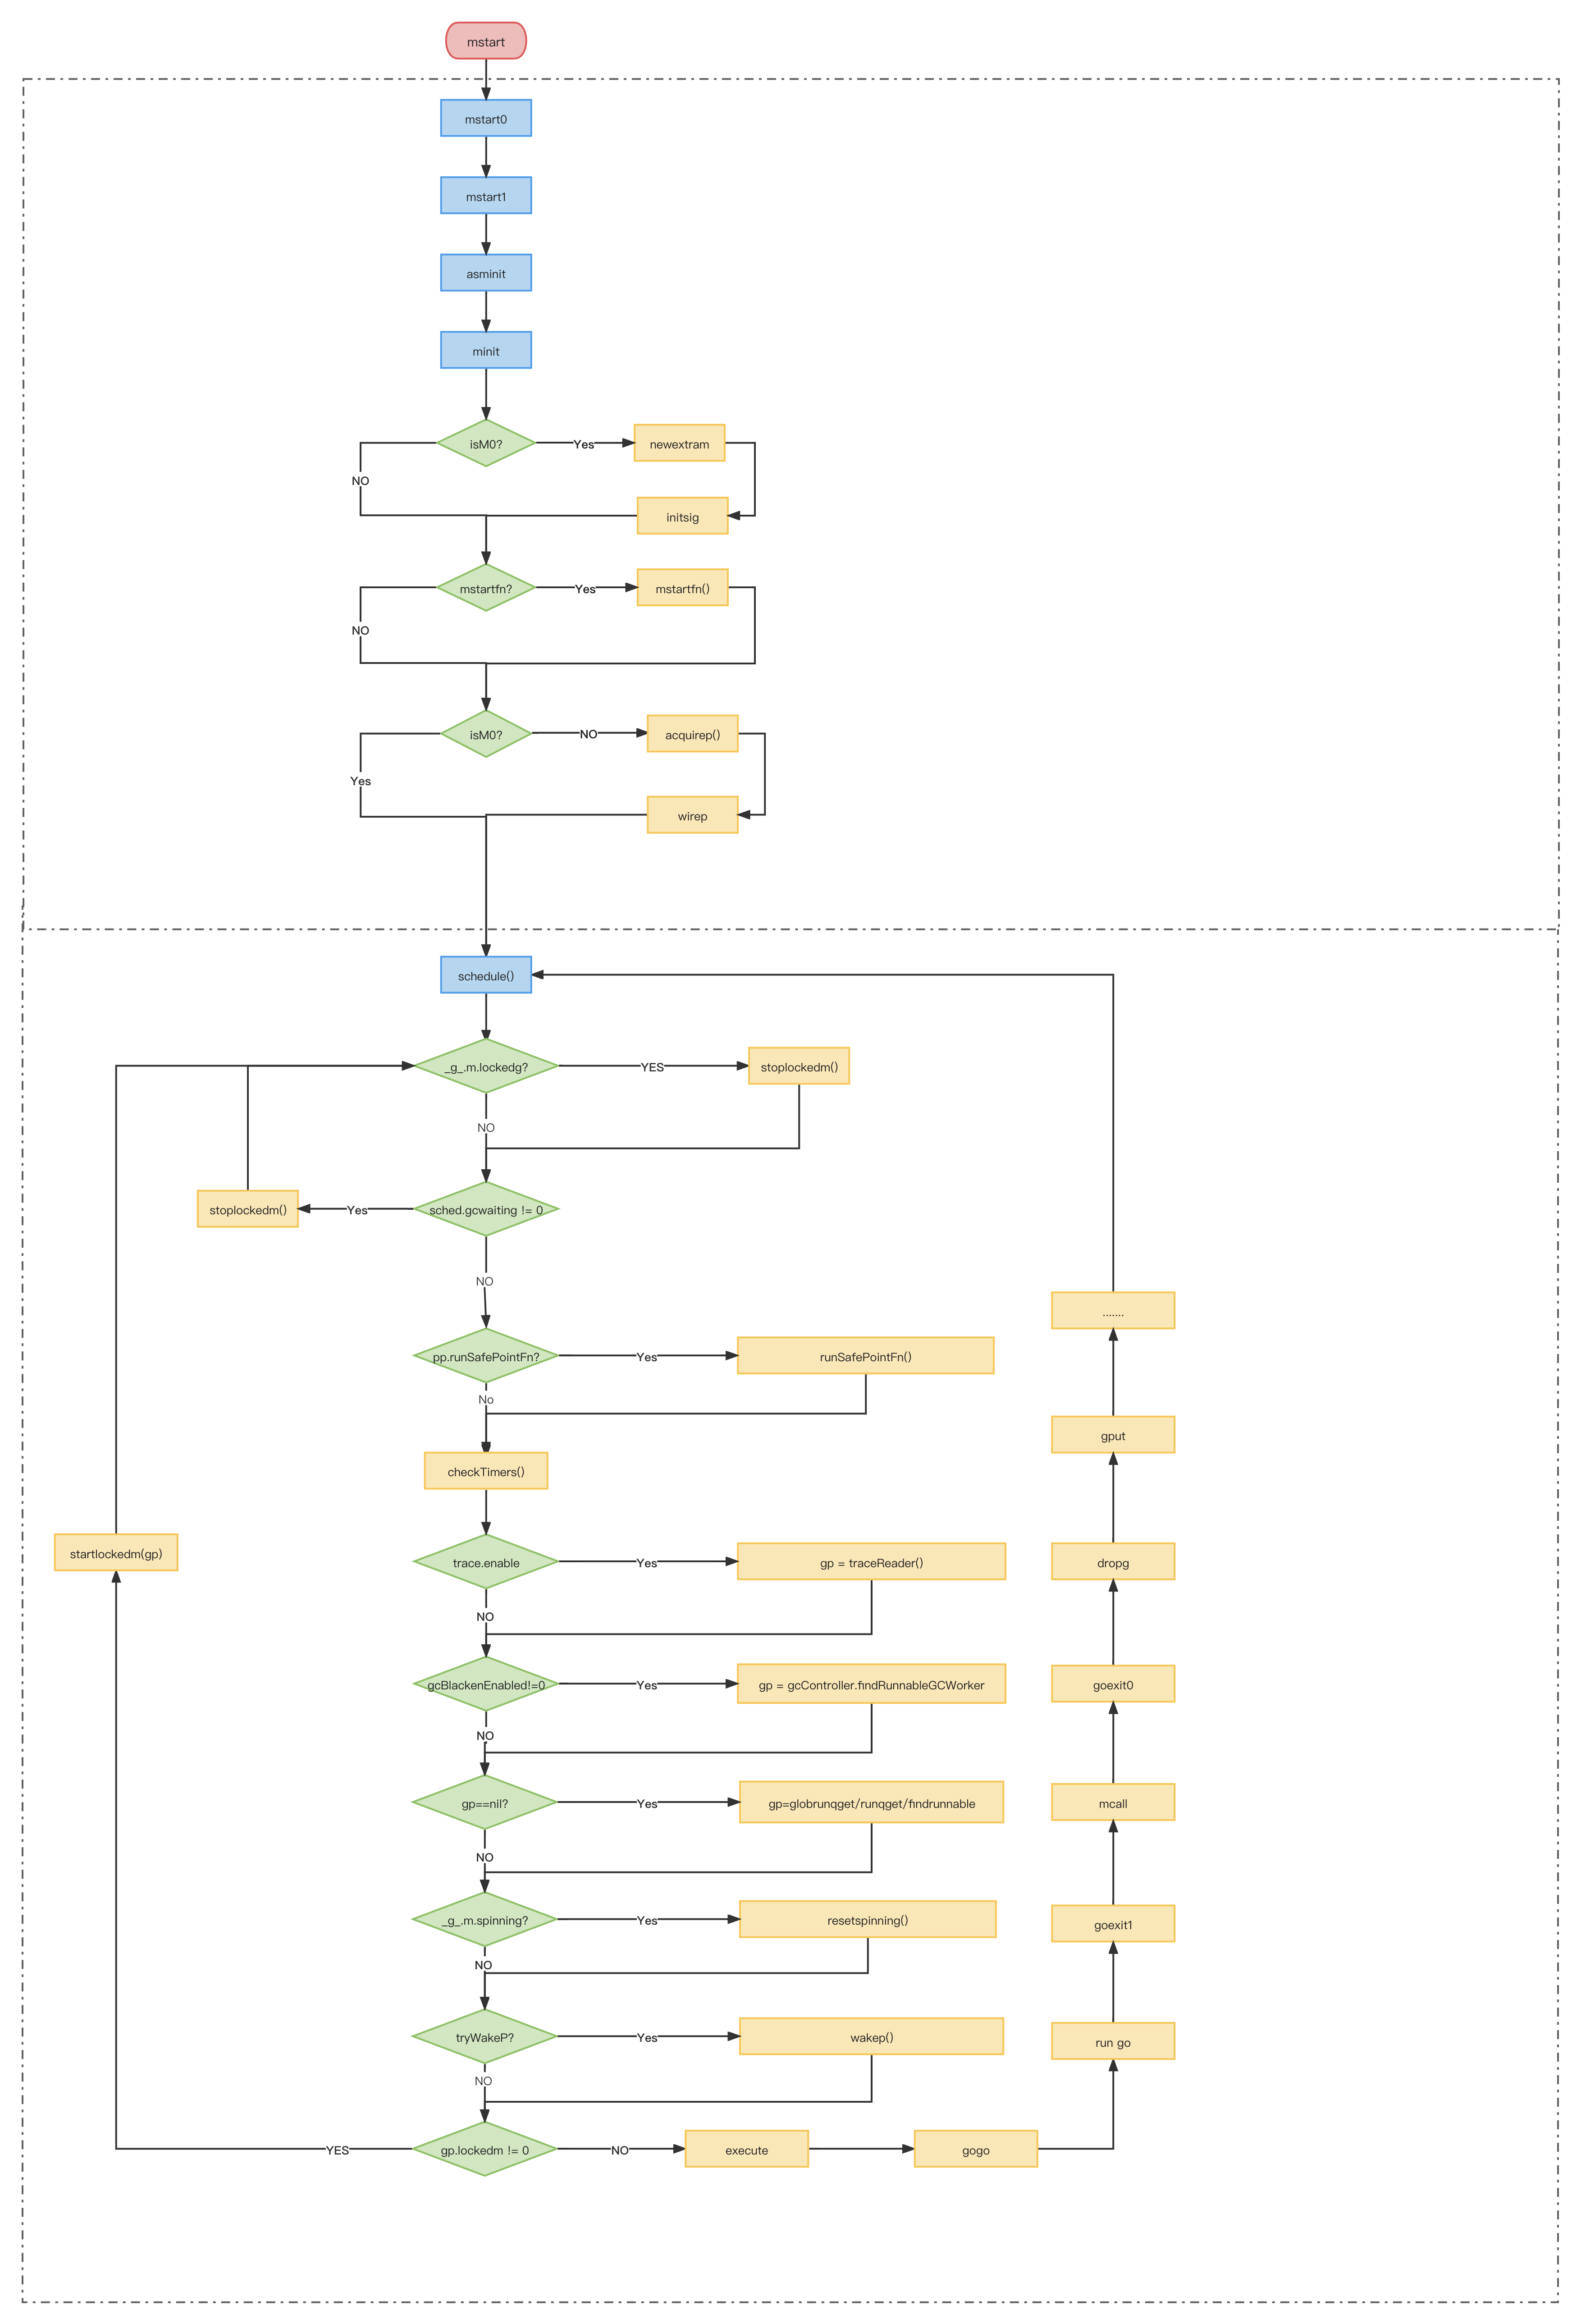 mstart
mstart0
mstart1
asminit
minit
isM0?
Yes
newextram
NO
initsig
mstartfn?
Yes
mstartfn()
NO
isM0?
NO
acquirep()
Yes
wirep
schedule()
_g_.m.lockedg?
YES
stoplockedm()
NO
stoplockedm()
Yes
sched.gcwaiting != 0
NO
.......
pp.runSafePointFn?
Yes
runSafePointFn()
No
gput
checkTimers()
startlockedm(gp)
trace.enable
Yes
gp = traceReader()
dropg
NO
gcBlackenEnabled!=0
Yes
gp = gcController.findRunnableGCWorker
goexit0
NO
gp==nil?
Yes
gp=globrunqget/runqget/findrunnable
mcall
NO
_g_.m.spinning?
Yes
resetspinning()
goexit1
NO
tryWakeP?
Yes
wakep()
run go
NO
YES
gp.lockedm != 0
NO
execute
gogo